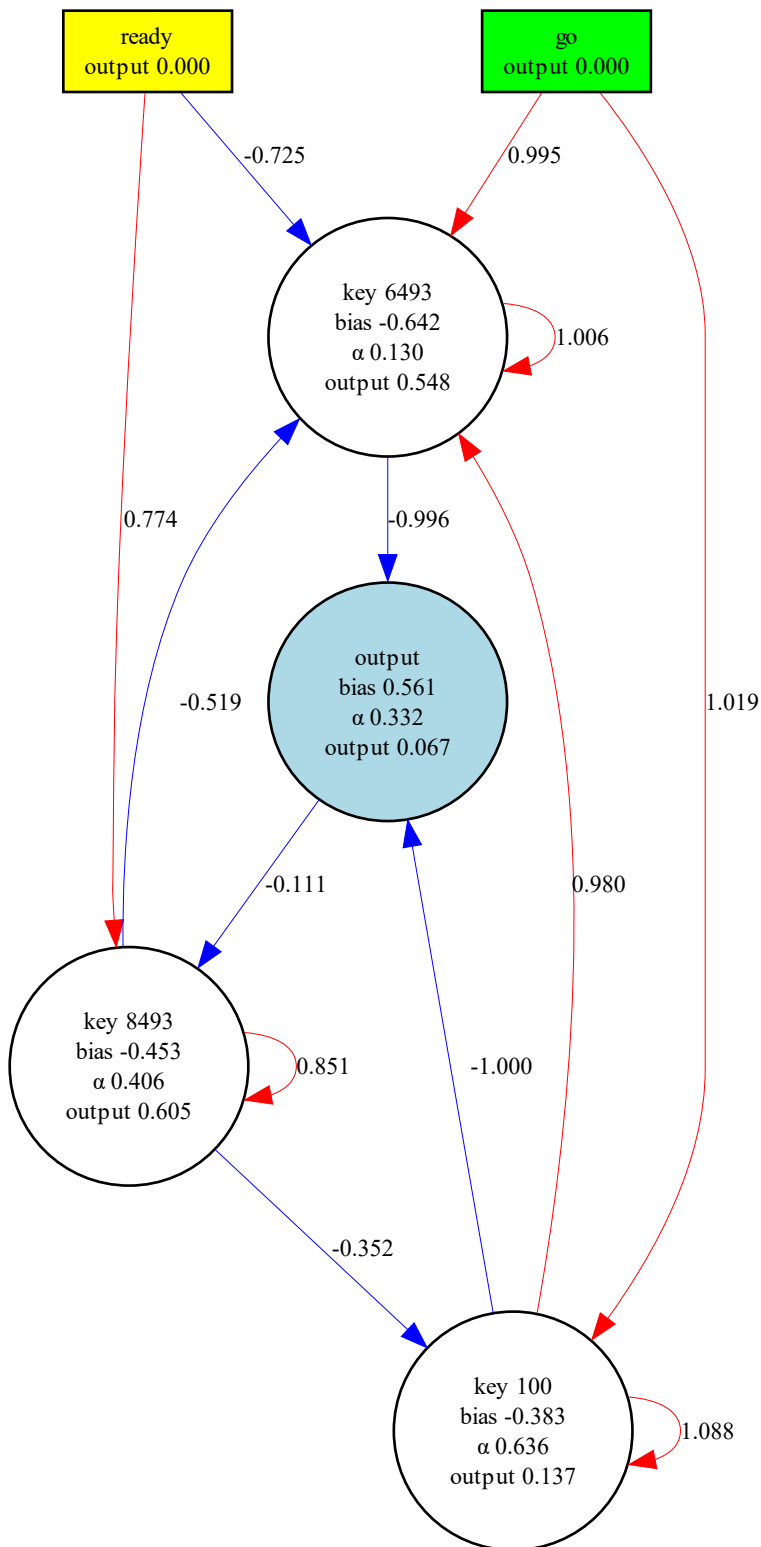 ready
output 0.000
go
output 0.000
-0.725
0.995
key 6493
bias -0.642
α 0.130
output 0.548
1.006
0.774
-0.996
-0.519
output
bias 0.561
α 0.332
output 0.067
1.019
-0.111
0.980
key 8493
bias -0.453
α 0.406
output 0.605
0.851
-1.000
-0.352
key 100
bias -0.383
α 0.636
output 0.137
1.088